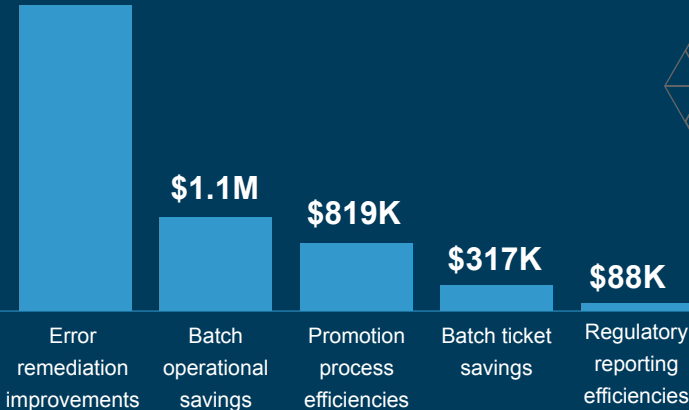 $1.1M
$819K
$317K
$88K
Error
remediation
improvements
Batch
operational
savings
Promotion
process
efficiencies
Batch ticket
savings
Regulatory
reporting
efficiencies